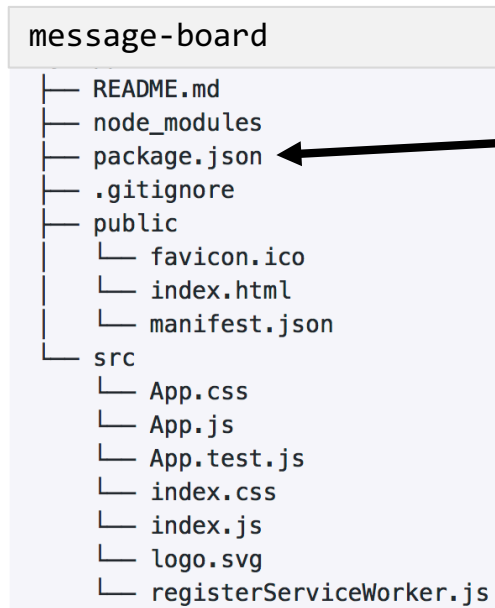 message-board
├── README.md
├── node_modules
├── package.json
├── .gitignore
├── public
│   └── favicon.ico
│   └── index.html
│   └── manifest.json
└── src
    └── App.css
    └── App.js
    └── App.test.js
    └── index.css
    └── index.js
    └── logo.svg
    └── registerServiceWorker.js